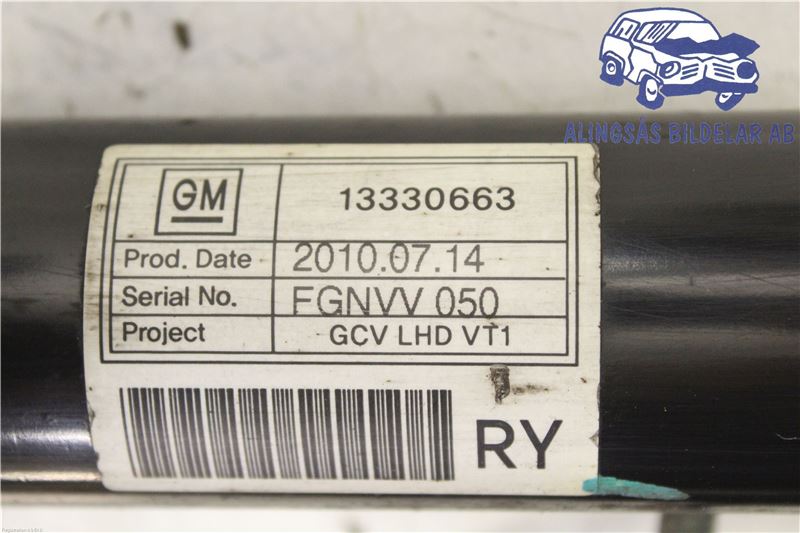 ALINGSÅS BILDELAR AB
GM 13330663
Prod. Date 2010.07.14
Serial No. FGNVV 050
Project GCV LHD VT1
RY